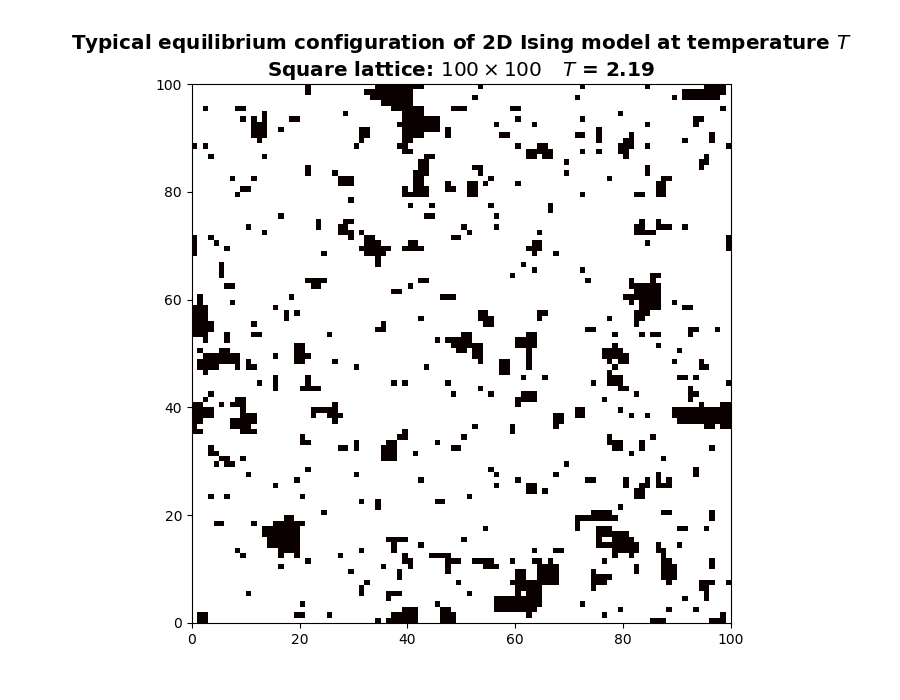 Typical equilibrium configuration of 2D Ising model at temperature T
Square lattice: 100 × 100 T = 2.19
100
80
60
40
20
0
0 20 40 60 80 100